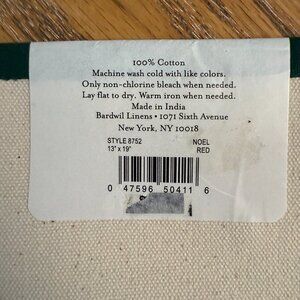 100% Cotton
Machine wash cold with like colors.
Only non-chlorine bleach when needed.
Lay flat to dry. Warm iron when needed.
Made in India
Bardwil Linens • 1071 Sixth Avenue
New York, NY 10018
STYLE 8752 NOEL
13" x 19" RED
0 47596 50411 6